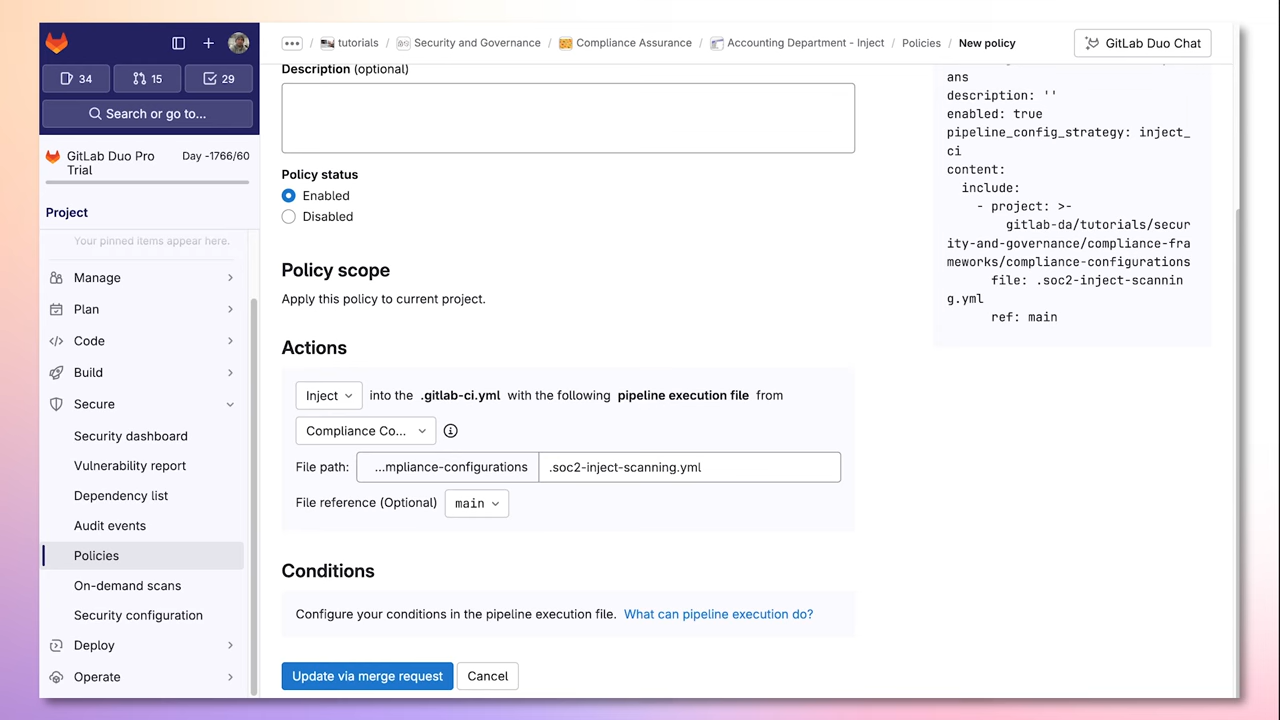 34
15
29
Search or go to...
GitLab Duo Pro Trial
Day -1766/60
Project
Your pinned items appear here.
Manage
Plan
Code
Build
Secure
Security dashboard
Vulnerability report
Dependency list
Audit events
Policies
On-demand scans
Security configuration
Deploy
Operate
••• / tutorials / Security and Governance / Compliance Assurance / Accounting Department - Inject / Policies / New policy
GitLab Duo Chat
Description (optional)
Policy status
Enabled
Disabled
Policy scope
Apply this policy to current project.
Actions
Inject into the .gitlab-ci.yml with the following pipeline execution file from
Compliance Co...
File path: ...mpliance-configurations .soc2-inject-scanning.yml
File reference (Optional) main
Conditions
Configure your conditions in the pipeline execution file. What can pipeline execution do?
Update via merge request
Cancel
ans
description: ''
enabled: true
pipeline_config_strategy: inject_
ci
content:
include:
- project: >-
gitlab-da/tutorials/secur
ity-and-governance/compliance-fra
meworks/compliance-configurations
file: .soc2-inject-scannin
g.yml
ref: main